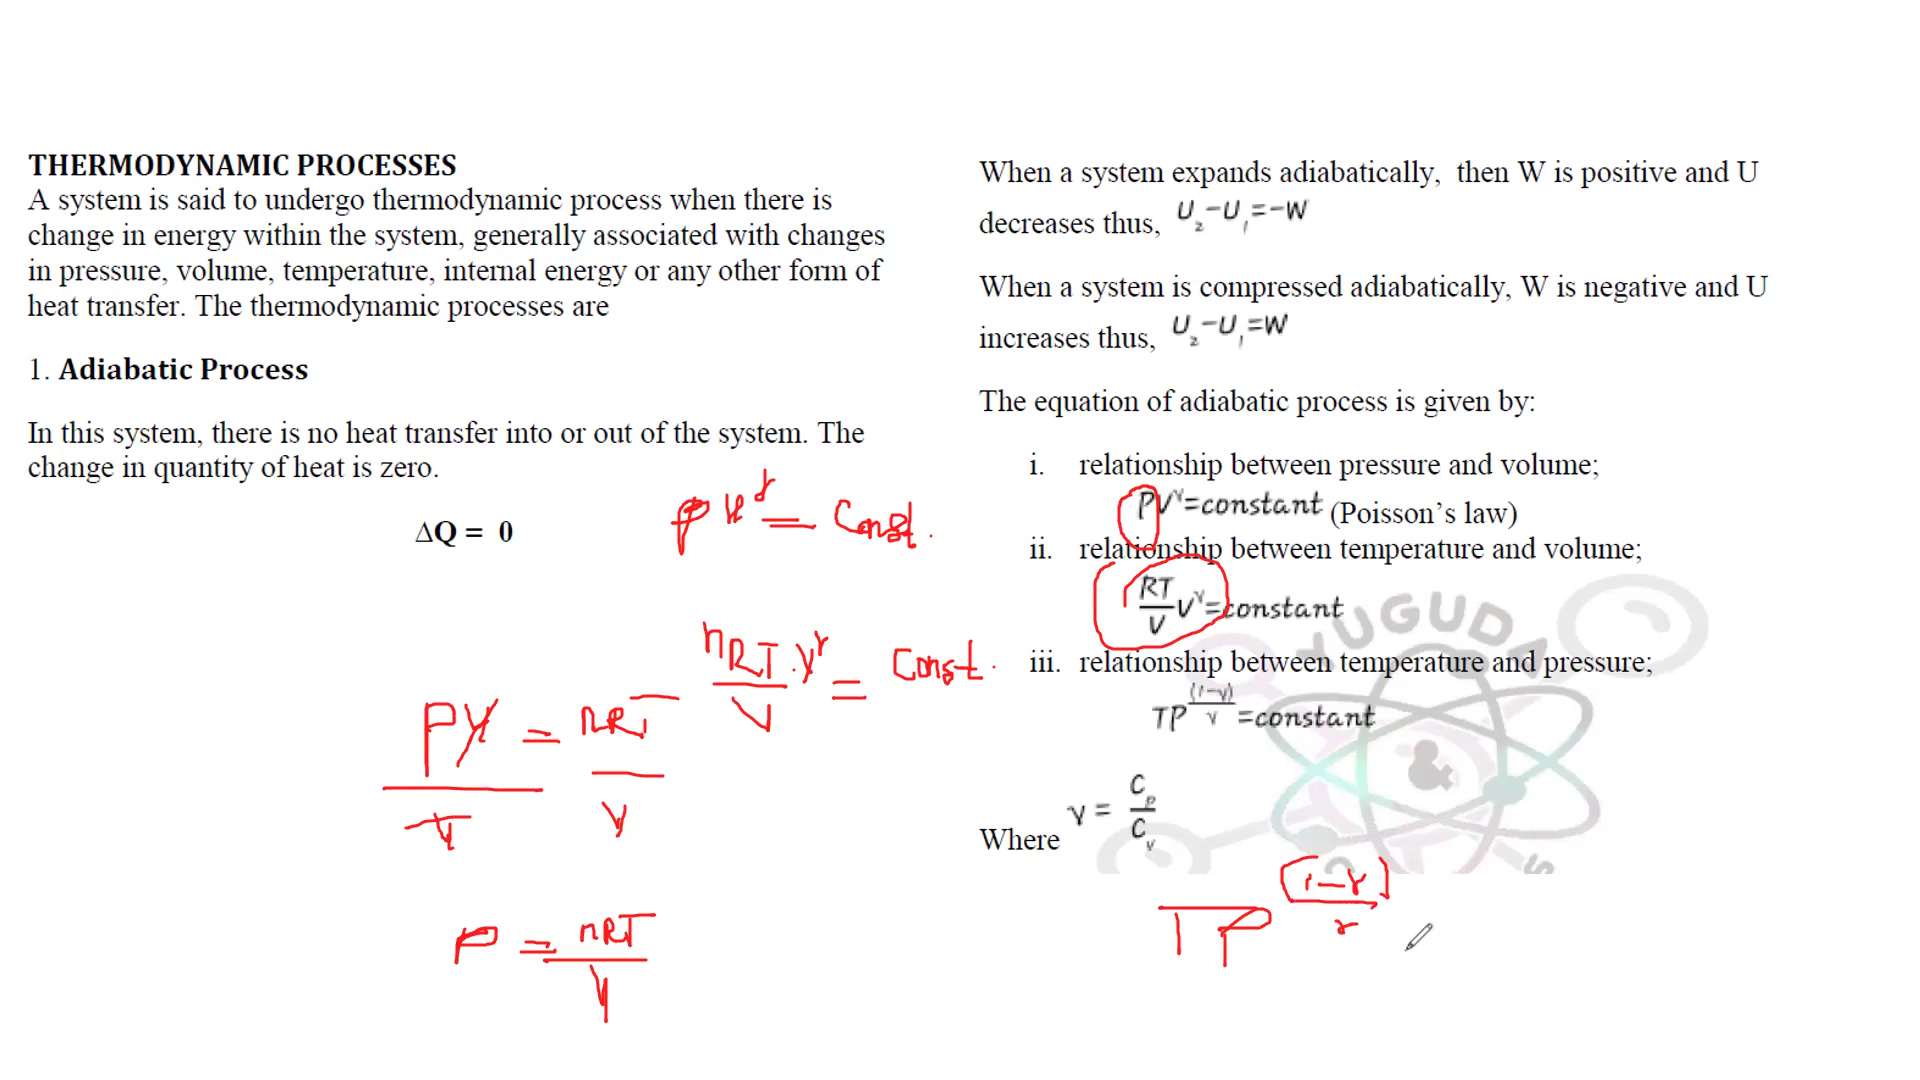 THERMODYNAMIC PROCESSES
A system is said to undergo thermodynamic process when there is
change in energy within the system, generally associated with changes
in pressure, volume, temperature, internal energy or any other form of
heat transfer. The thermodynamic processes are
1. Adiabatic Process
In this system, there is no heat transfer into or out of the system. The
change in quantity of heat is zero.
ΔQ = 0
PV^γ = Const.
nRT/V · V^γ = Const.
PV/V = nRT/V
P = nRT/V
When a system expands adiabatically, then W is positive and U
decreases thus, U₂-U₁=-W
When a system is compressed adiabatically, W is negative and U
increases thus, U₂-U₁=W
The equation of adiabatic process is given by:
i. relationship between pressure and volume;
PV^γ=constant (Poisson's law)
ii. relationship between temperature and volume;
RT/V V^γ=constant
iii. relationship between temperature and pressure;
TP^((1-γ)/γ)=constant
Where γ = C_p/C_v
TP^((1-γ)/γ)
YUGUDA